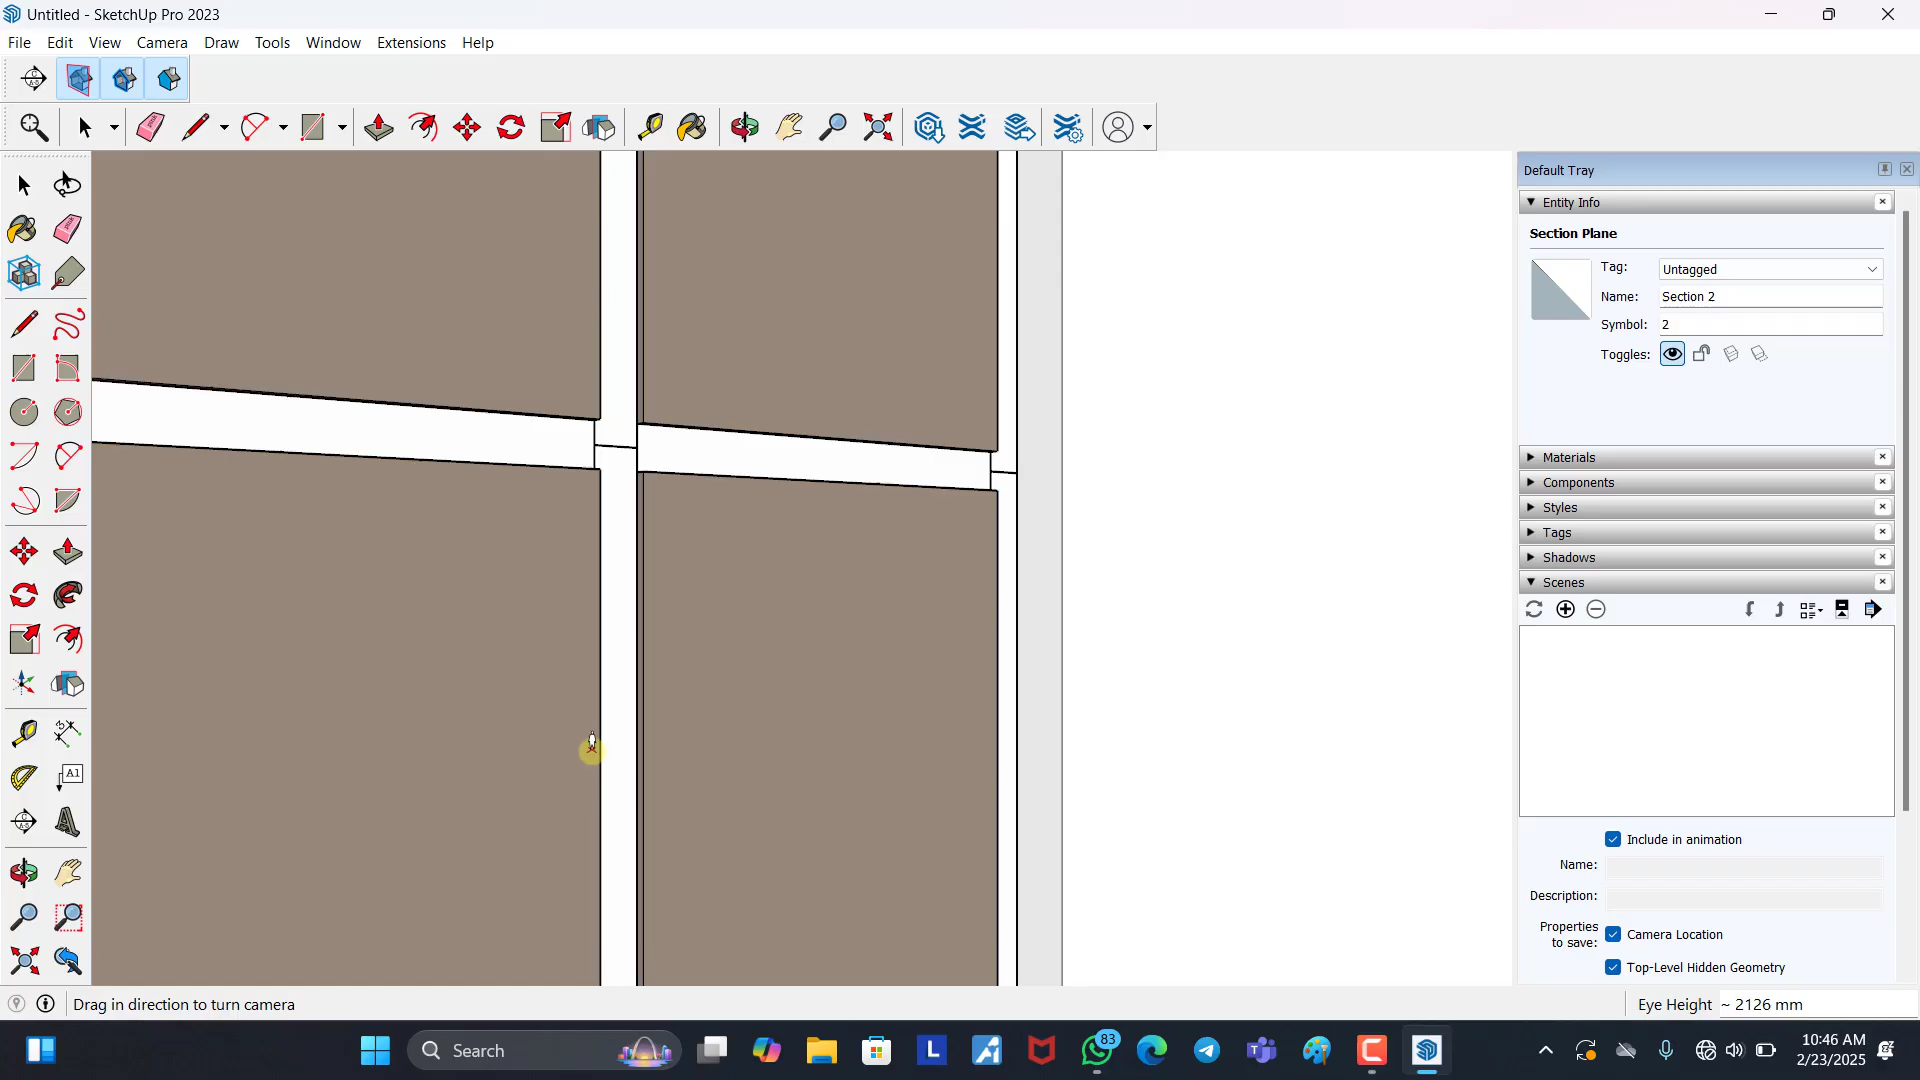 Untitled - SketchUp Pro 2023
File Edit View Camera Draw Tools Window Extensions Help
Default Tray
Entity Info
Section Plane
Tag: Untagged
Name: Section 2
Symbol: 2
Toggles:
Materials
Components
Styles
Tags
Shadows
Scenes
Include in animation
Name:
Description:
Properties to save:
Camera Location
Top-Level Hidden Geometry
A1
Drag in direction to turn camera
Eye Height ~ 2126 mm
Search
83
10:46 AM
2/23/2025